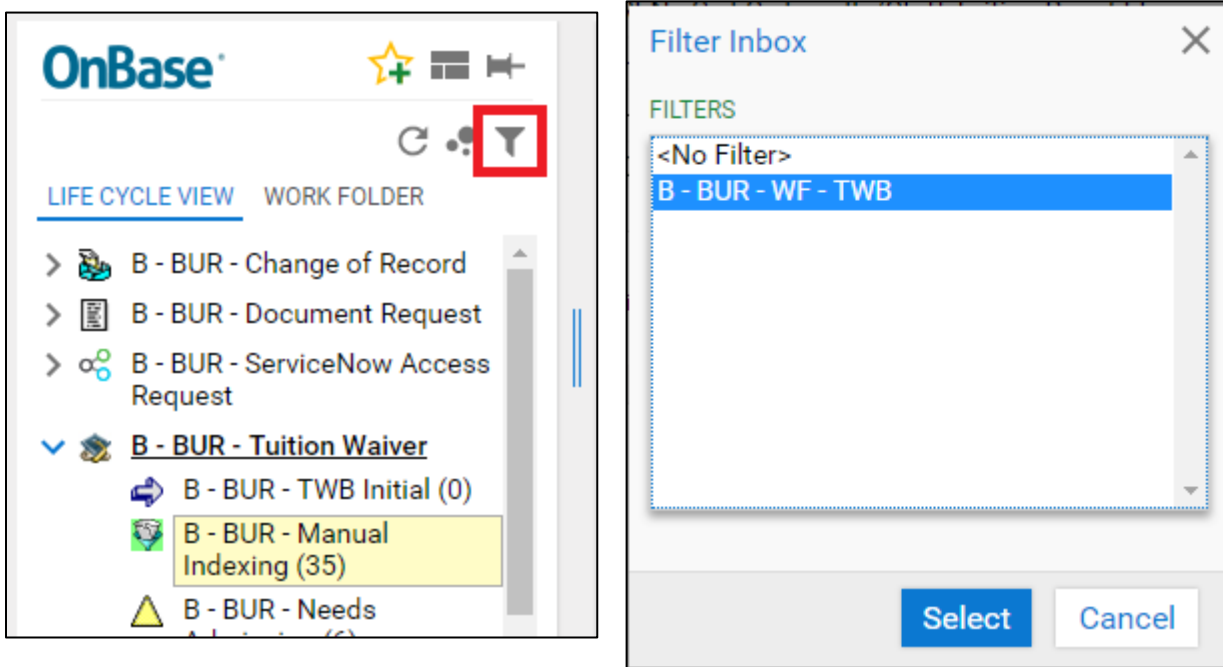 OnBase
LIFE CYCLE VIEW WORK FOLDER
B - BUR - Change of Record
B - BUR - Document Request
B - BUR - ServiceNow Access
Request
B - BUR - Tuition Waiver
B - BUR - TWB Initial (0)
B - BUR - Manual
Indexing (35)
B - BUR - Needs
Filter Inbox
FILTERS
<No Filter>
B - BUR - WF - TWB
Select Cancel